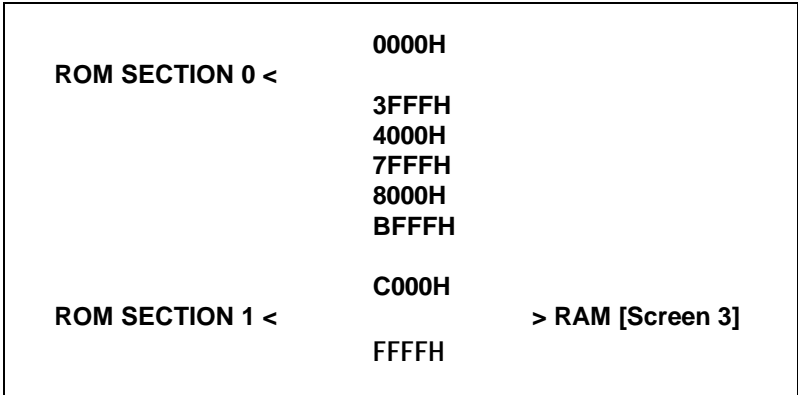 0000H
ROM SECTION 0 <
3FFFH
4000H
7FFFH
8000H
BFFFH
C000H
ROM SECTION 1 < > RAM [Screen 3]
FFFFH